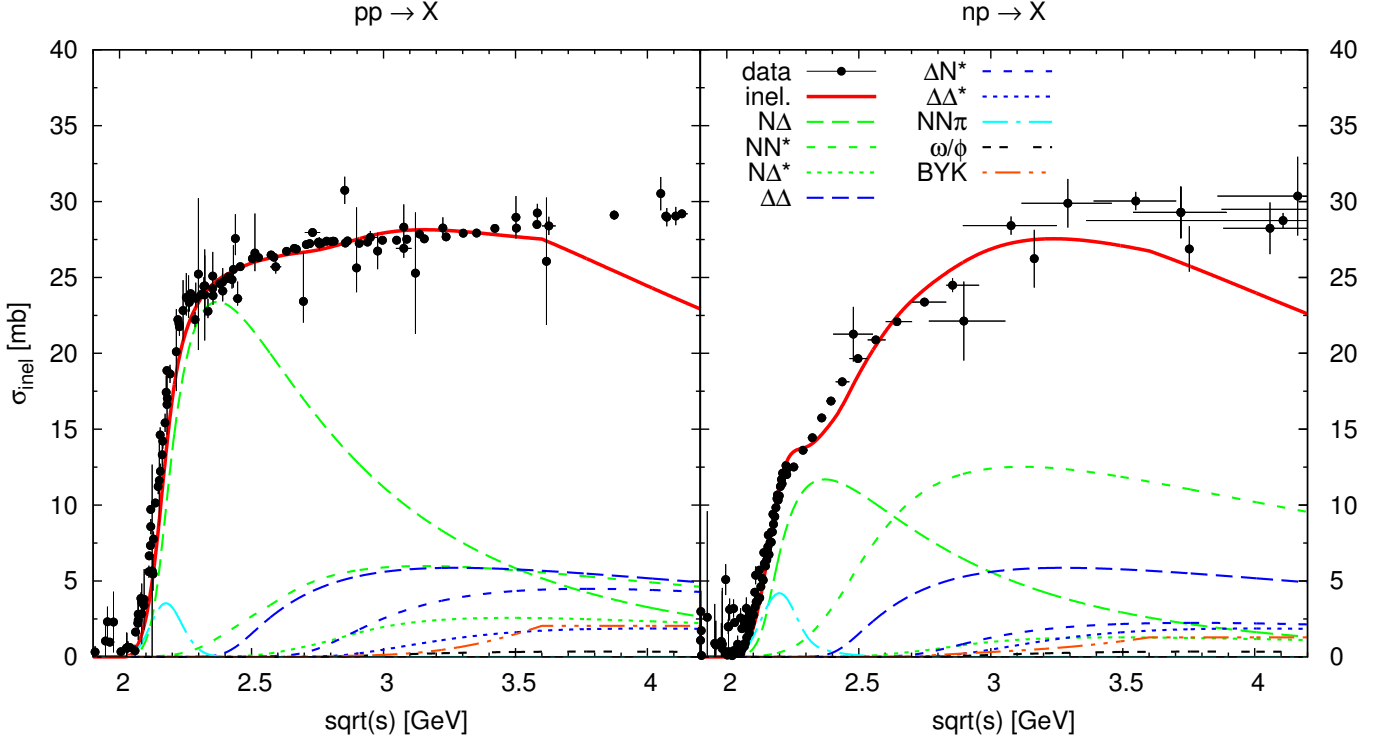 pp → X
np → X
σinel [mb]
40
35
30
25
20
15
10
5
0
2
2.5
3
3.5
4
sqrt(s) [GeV]
data
inel.
NΔ
NN*
NΔ*
ΔΔ
ΔN*
ΔΔ*
NNπ
ω/ϕ
BYK
2
2.5
3
3.5
4
sqrt(s) [GeV]
40
35
30
25
20
15
10
5
0